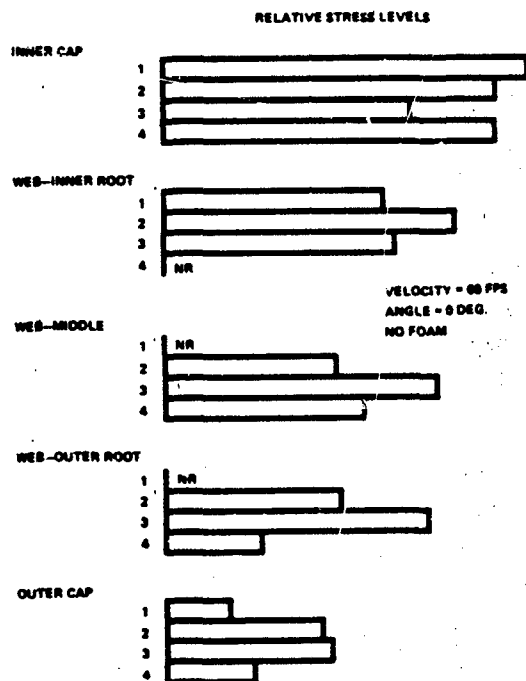 RELATIVE STRESS LEVELS
INNER CAP
1
2
3
4
WEB-INNER ROOT
1
2
3
4 NR
VELOCITY = 60 FPS
ANGLE = 0 DEG.
NO FOAM
WEB-MIDDLE
1 NR
2
3
4
WEB-OUTER ROOT
1 NR
2
3
4
OUTER CAP
1
2
3
4